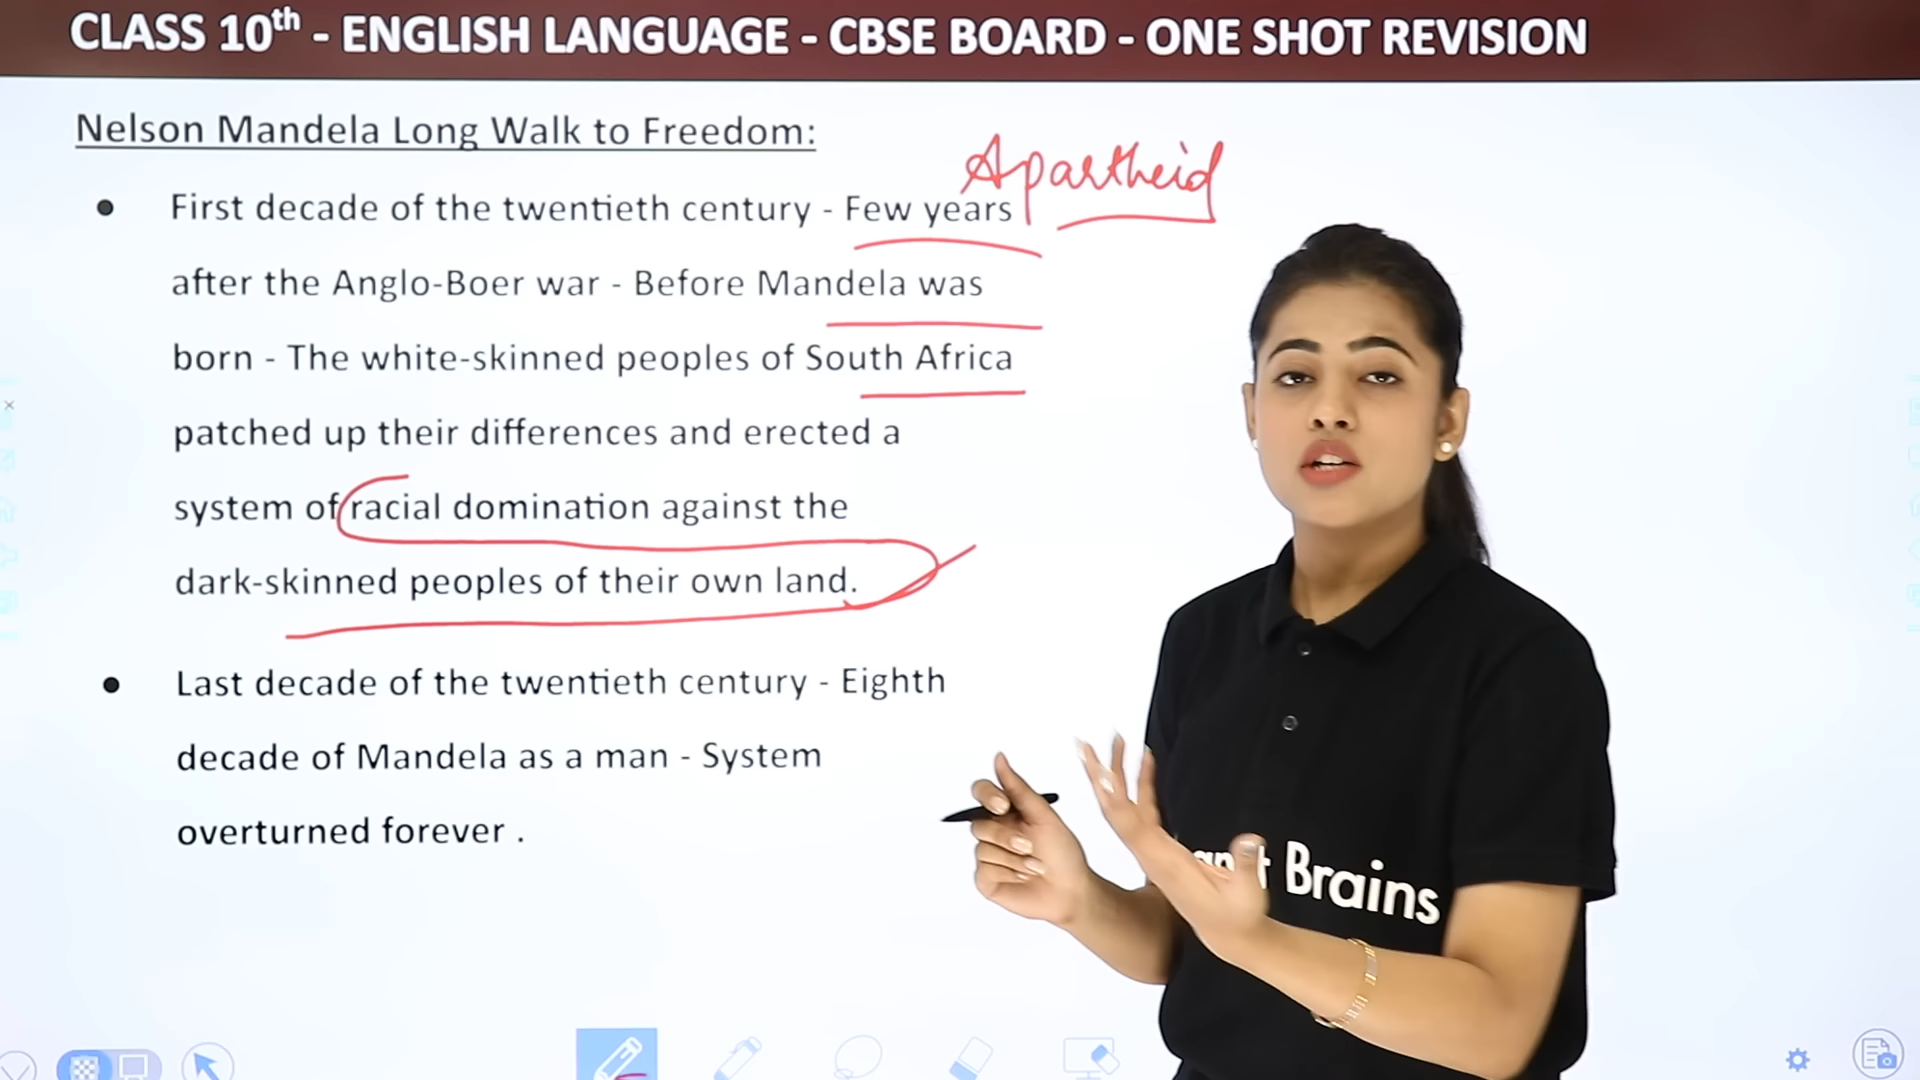 CLASS 10th - ENGLISH LANGUAGE - CBSE BOARD - ONE SHOT REVISION
Nelson Mandela Long Walk to Freedom:
Apartheid
● First decade of the twentieth century - Few years
after the Anglo-Boer war - Before Mandela was
born - The white-skinned peoples of South Africa
patched up their differences and erected a
system of racial domination against the
dark-skinned peoples of their own land.
● Last decade of the twentieth century - Eighth
decade of Mandela as a man - System
overturned forever .
Brains